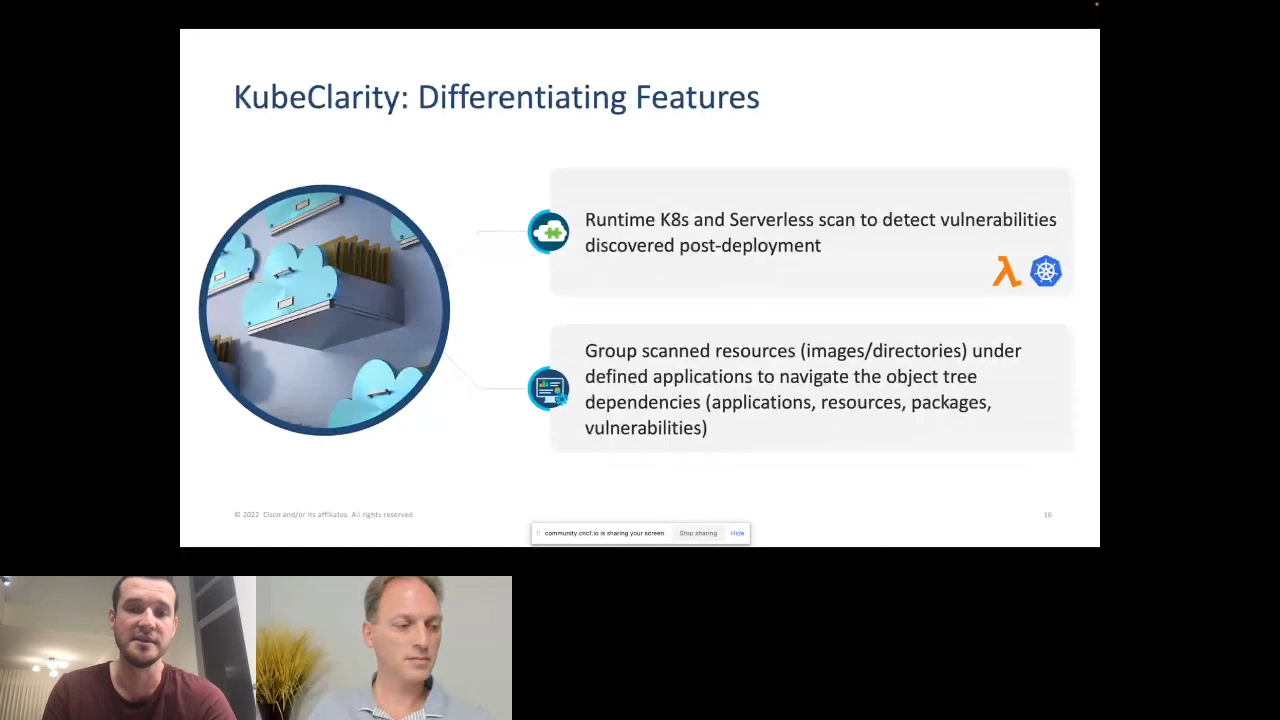 KubeClarity: Differentiating Features
Runtime K8s and Serverless scan to detect vulnerabilities
discovered post-deployment
Group scanned resources (images/directories) under
defined applications to navigate the object tree
dependencies (applications, resources, packages,
vulnerabilities)
© 2022 Cisco and/or its affiliates. All rights reserved
16
community.cncf.io is sharing your screen. Stop sharing Hide